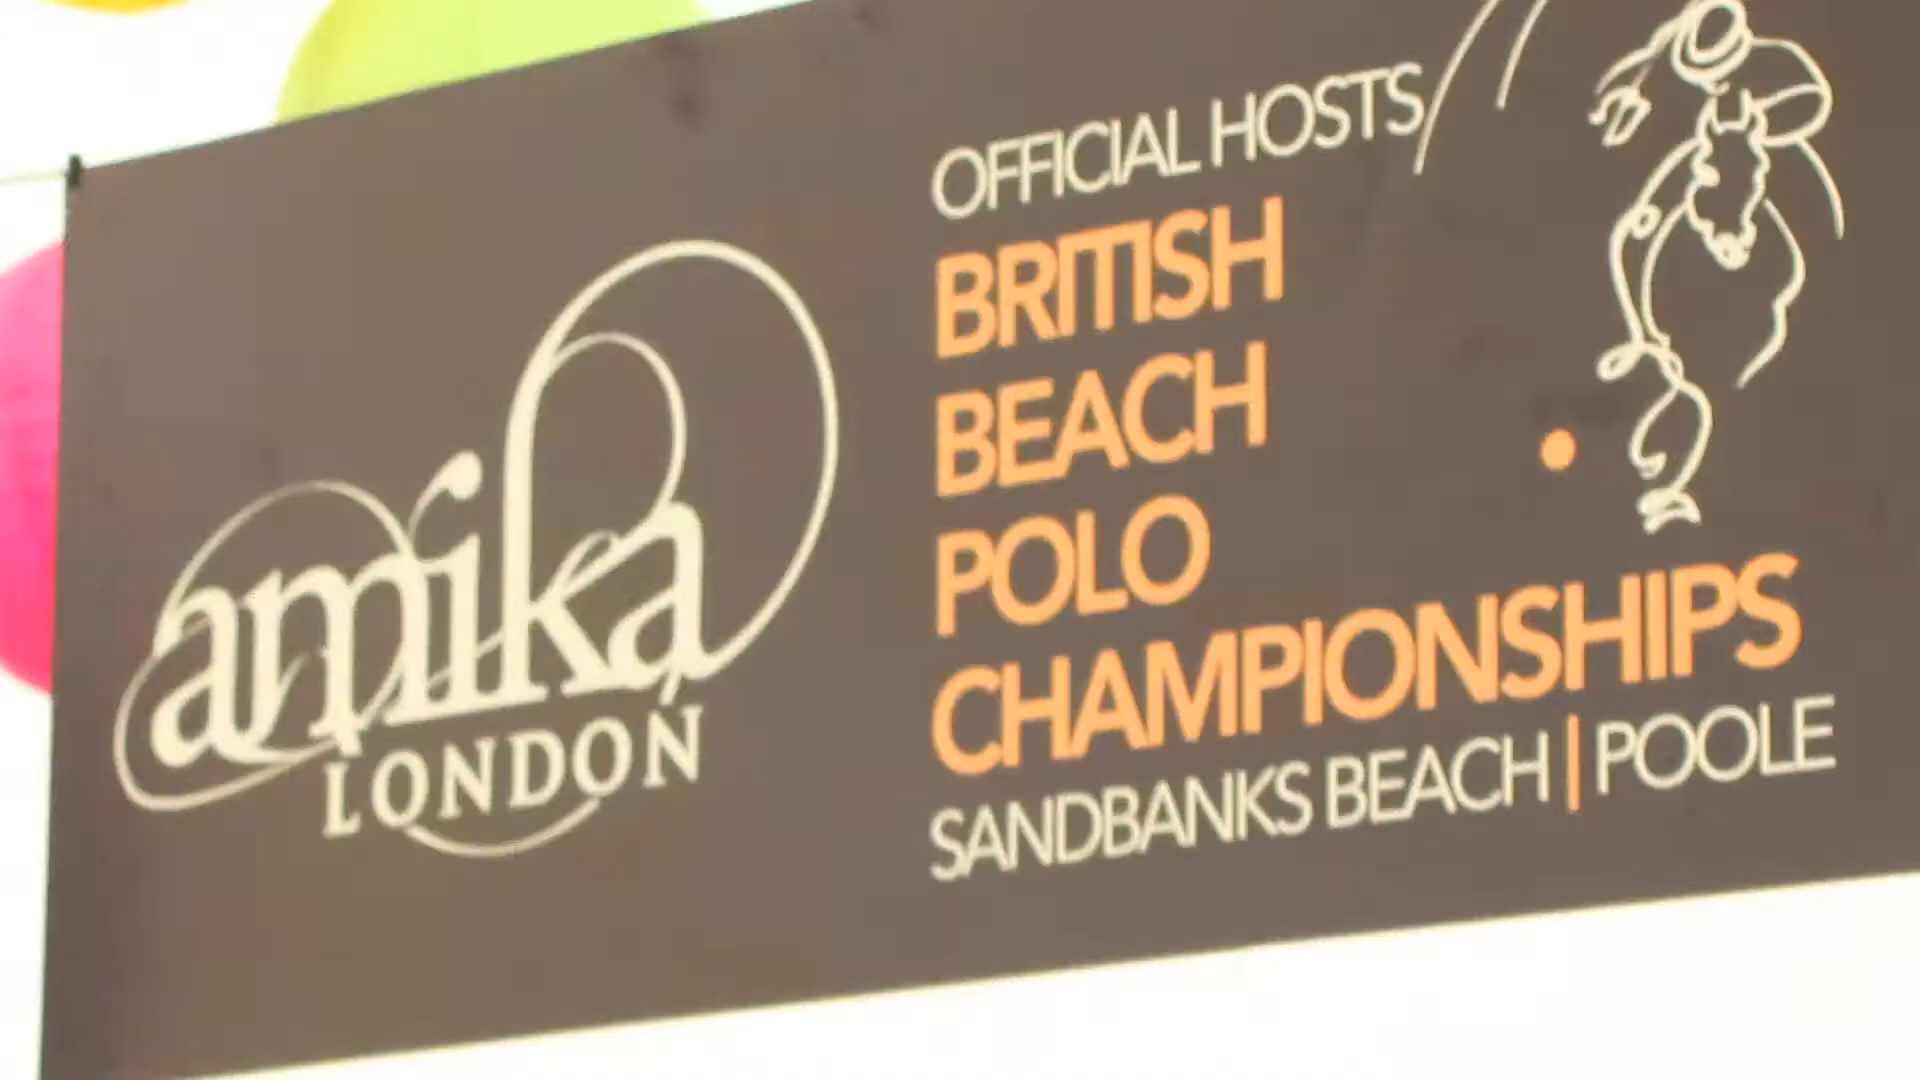 amika
LONDON
OFFICIAL HOSTS
BRITISH
BEACH
POLO
CHAMPIONSHIPS
SANDBANKS BEACH | POOLE